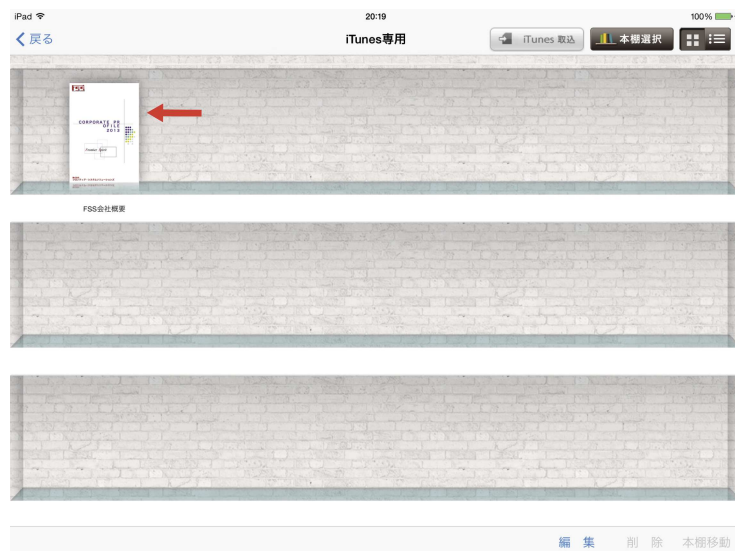 iPad 20:19 100%
戻る iTunes専用 iTunes 取込 本棚選択
FSS
CORPORATE PR
OFILE
2013
FSS会社概要
編 集 削 除 本棚移動